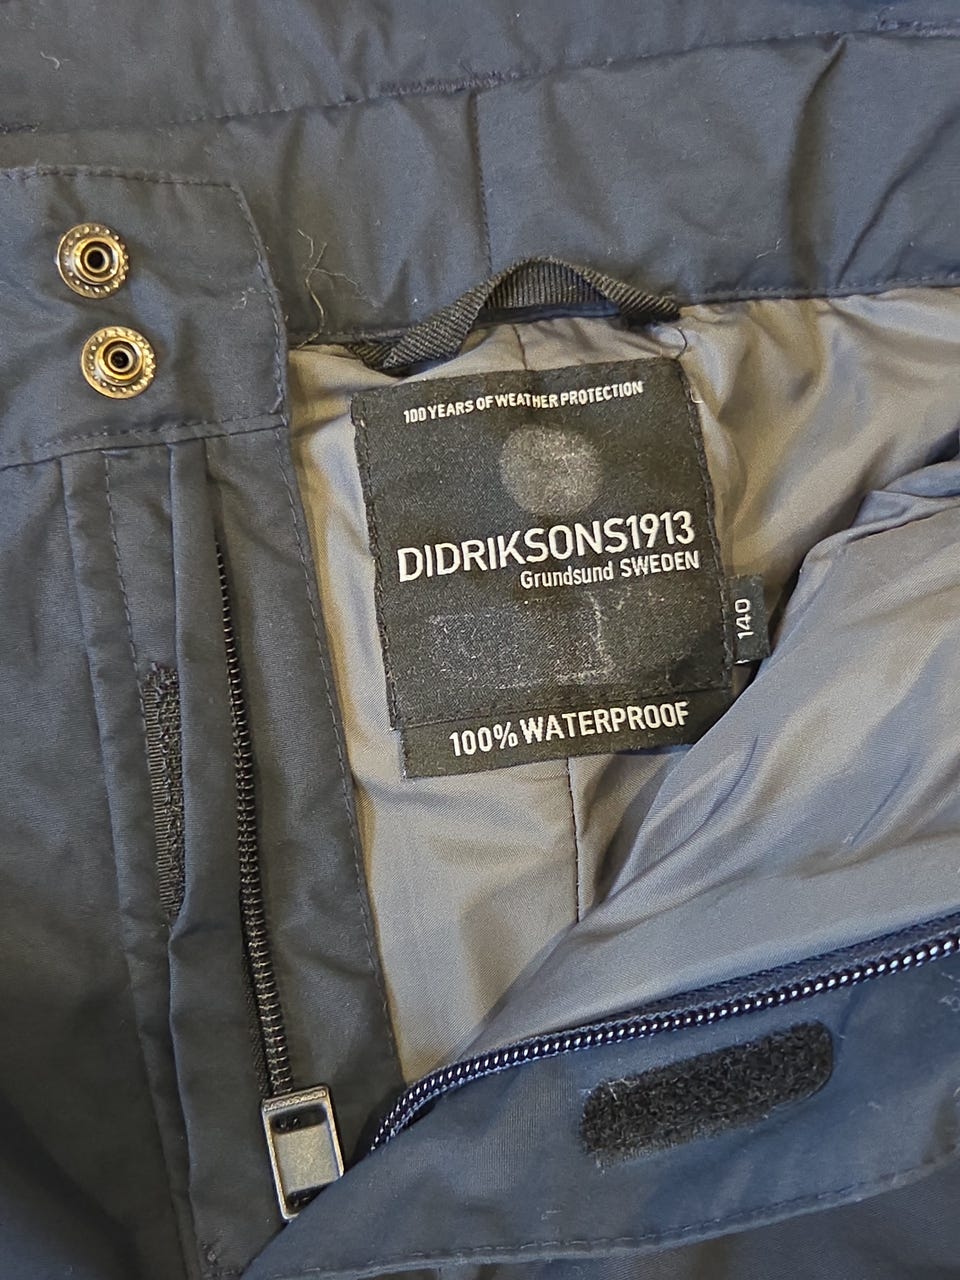 100 YEARS OF WEATHER PROTECTION
DIDRIKSONS1913
Grundsund SWEDEN
140
100% WATERPROOF